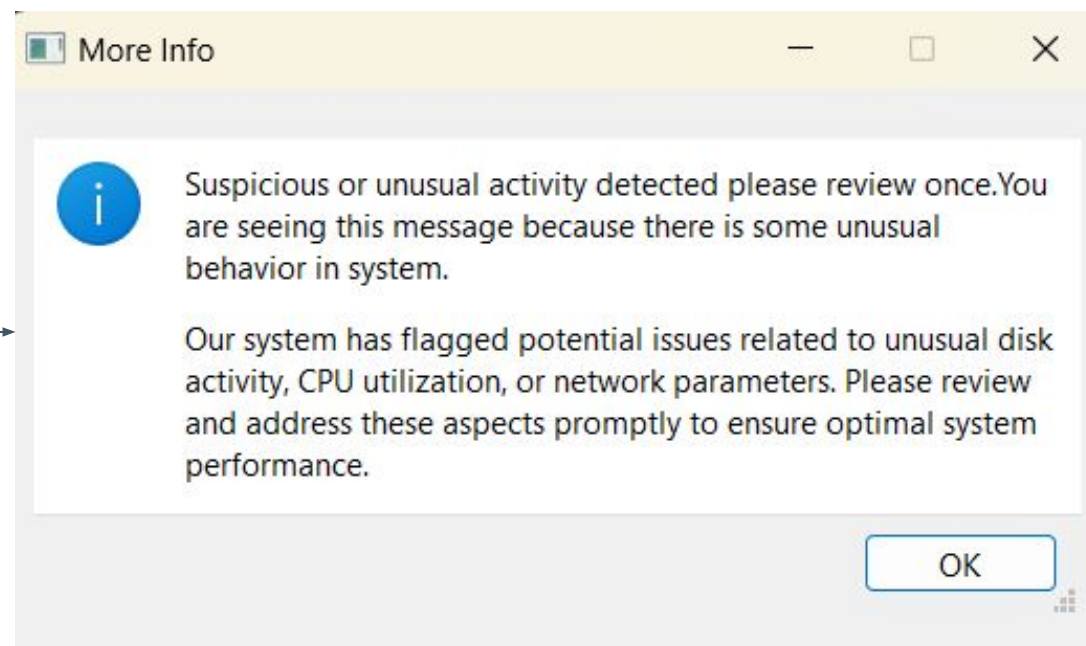 More Info
Suspicious or unusual activity detected please review once.You
are seeing this message because there is some unusual
behavior in system.
Our system has flagged potential issues related to unusual disk
activity, CPU utilization, or network parameters. Please review
and address these aspects promptly to ensure optimal system
performance.
OK